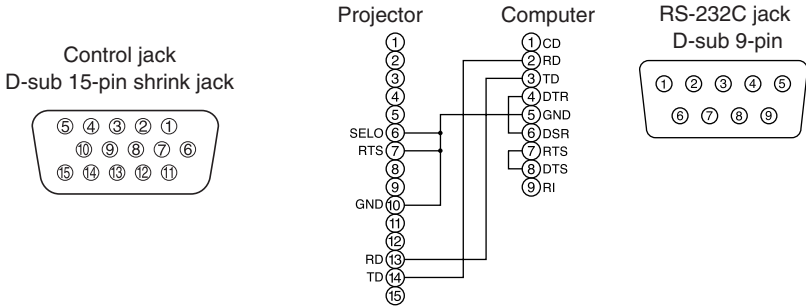 Control jack
D-sub 15-pin shrink jack
⑤ ④ ③ ② ①
⑩ ⑨ ⑧ ⑦ ⑥
⑮ ⑭ ⑬ ⑫ ⑪
Projector
①
②
③
④
⑤
SELO ⑥
RTS ⑦
⑧
⑨
GND ⑩
⑪
⑫
RD ⑬
TD ⑭
⑮
Computer
① CD
② RD
③ TD
④ DTR
⑤ GND
⑥ DSR
⑦ RTS
⑧ DTS
⑨ RI
RS-232C jack
D-sub 9-pin
① ② ③ ④ ⑤
⑥ ⑦ ⑧ ⑨